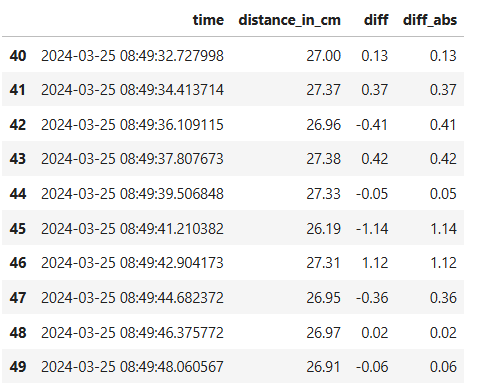 time distance_in_cm diff diff_abs
40 2024-03-25 08:49:32.727998 27.00 0.13 0.13
41 2024-03-25 08:49:34.413714 27.37 0.37 0.37
42 2024-03-25 08:49:36.109115 26.96 -0.41 0.41
43 2024-03-25 08:49:37.807673 27.38 0.42 0.42
44 2024-03-25 08:49:39.506848 27.33 -0.05 0.05
45 2024-03-25 08:49:41.210382 26.19 -1.14 1.14
46 2024-03-25 08:49:42.904173 27.31 1.12 1.12
47 2024-03-25 08:49:44.682372 26.95 -0.36 0.36
48 2024-03-25 08:49:46.375772 26.97 0.02 0.02
49 2024-03-25 08:49:48.060567 26.91 -0.06 0.06